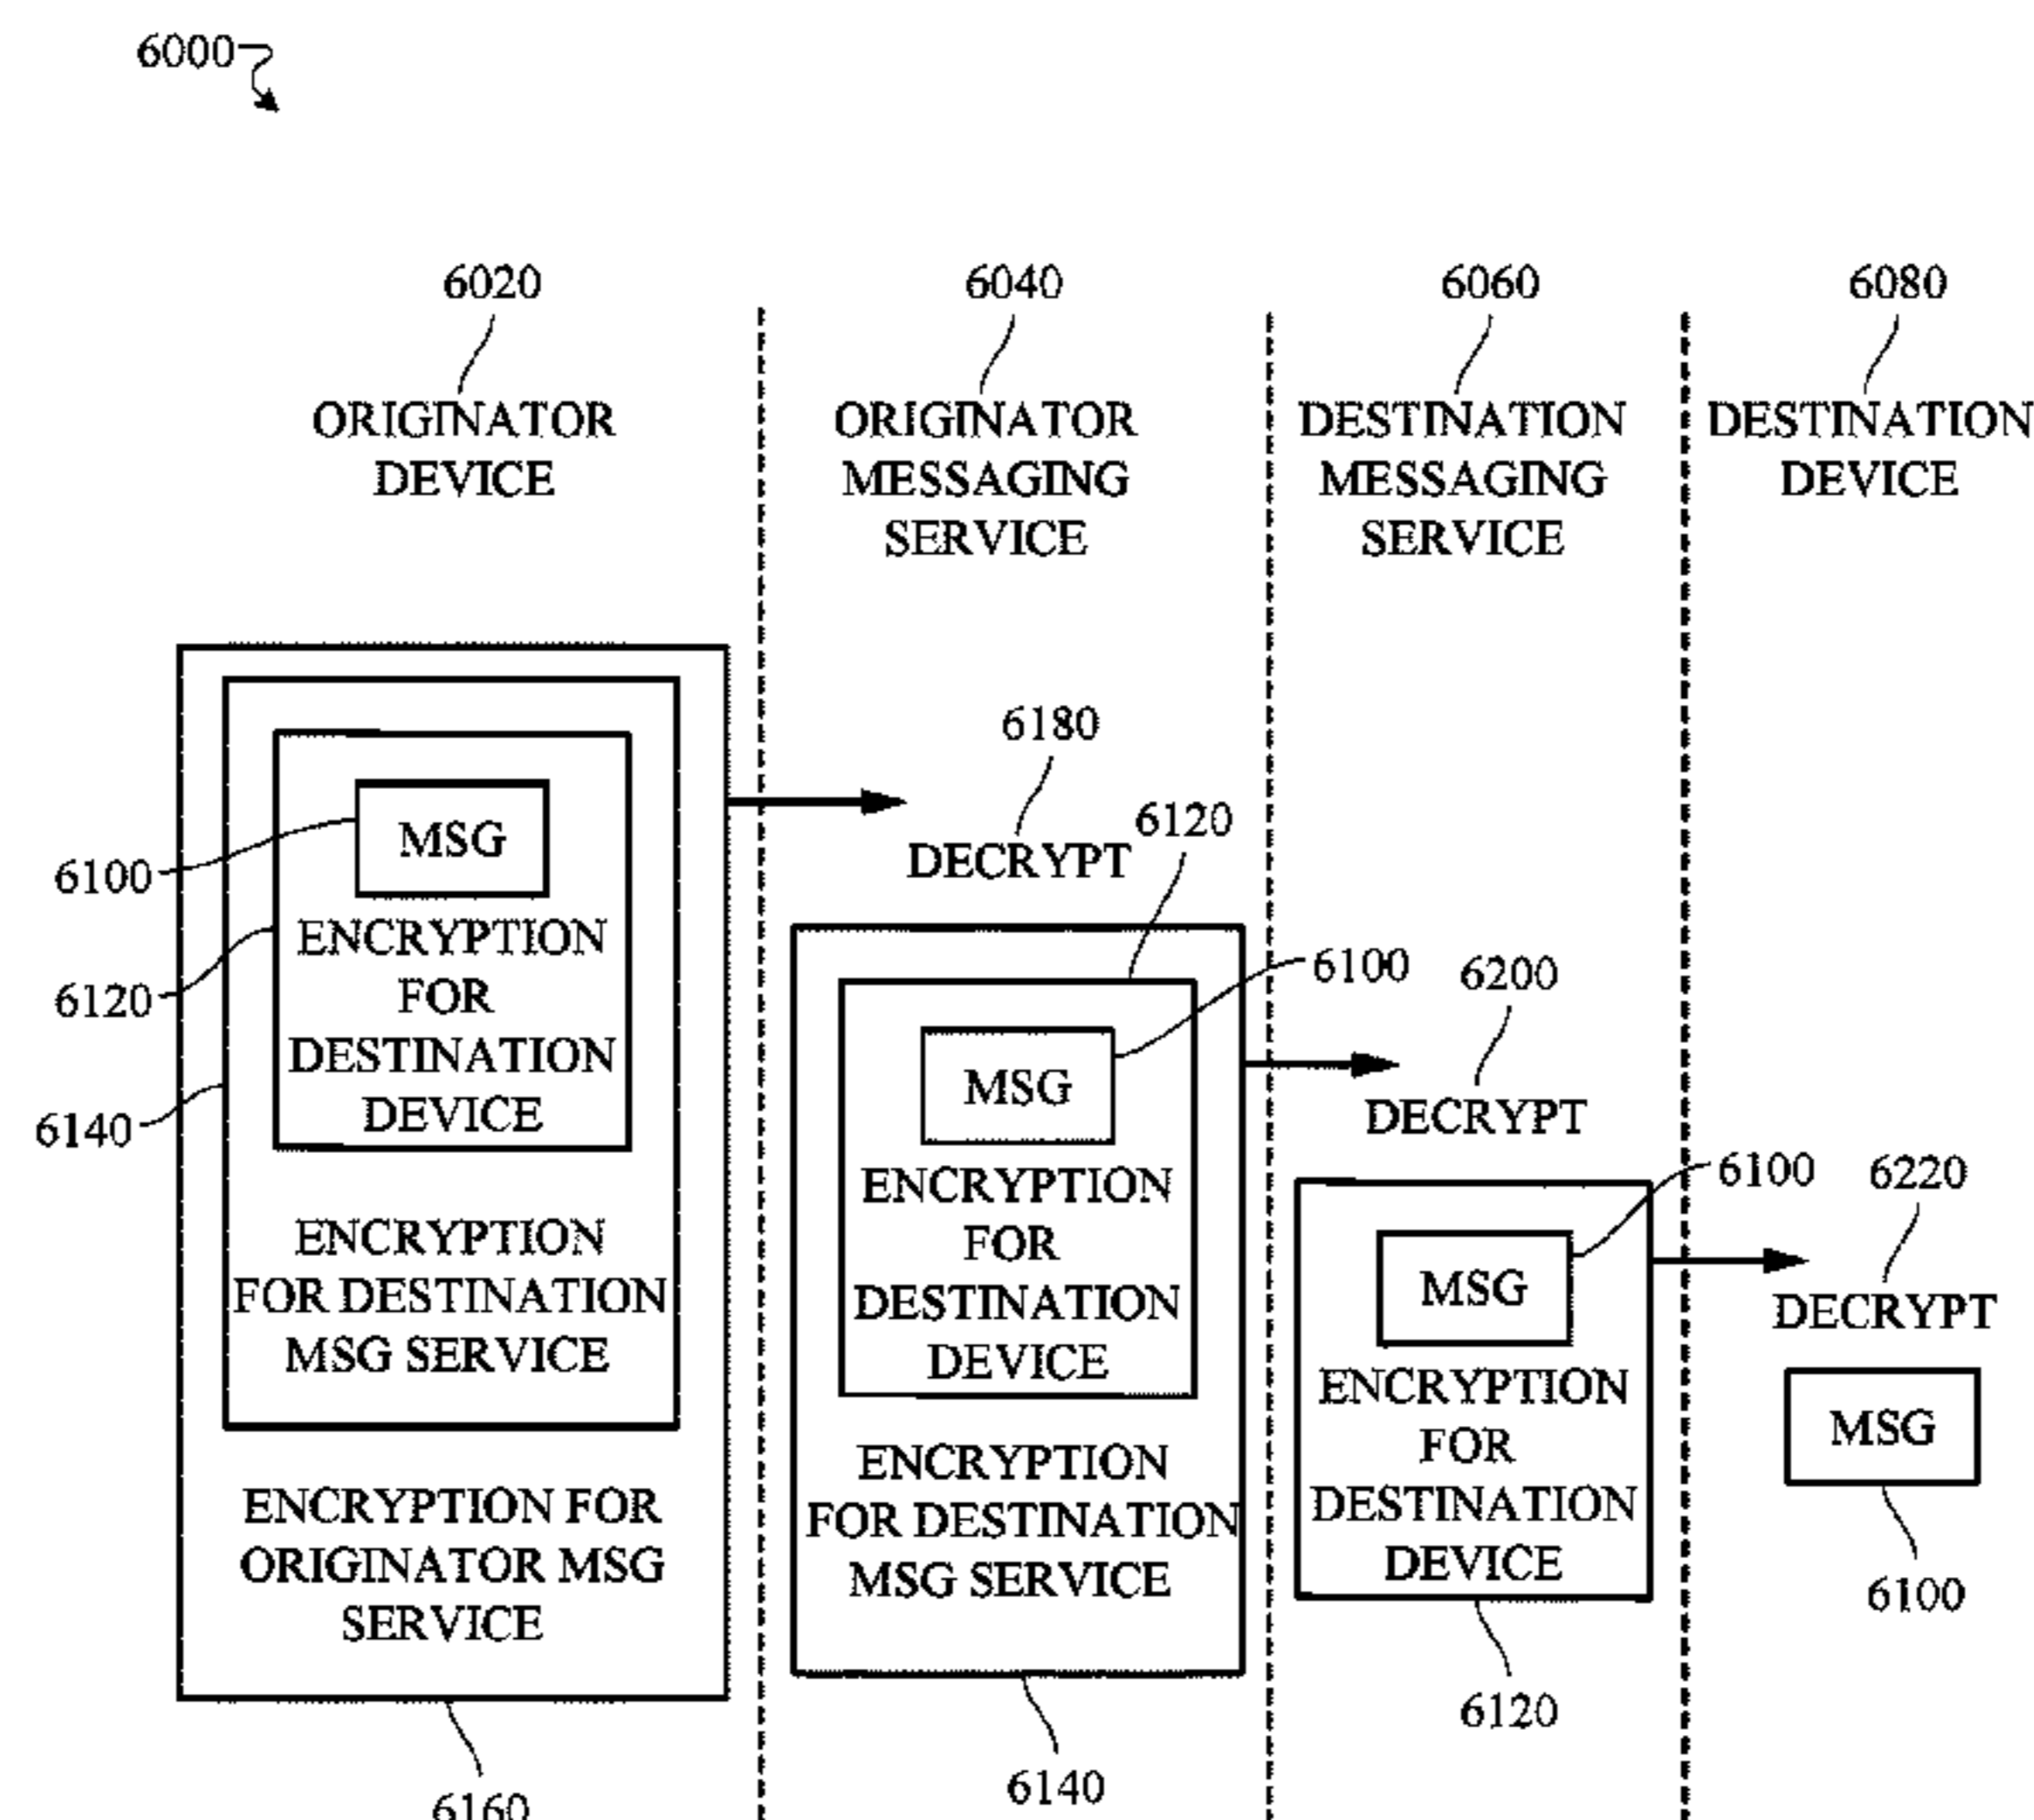 6000
6020
6040
6060
6080
ORIGINATOR
DEVICE
ORIGINATOR
MESSAGING
SERVICE
DESTINATION
MESSAGING
SERVICE
DESTINATION
DEVICE
MSG
6100
ENCRYPTION
FOR
DESTINATION
DEVICE
6120
6140
ENCRYPTION
FOR DESTINATION
MSG SERVICE
ENCRYPTION FOR
ORIGINATOR MSG
SERVICE
6160
6180
DECRYPT
6120
6100
MSG
ENCRYPTION
FOR
DESTINATION
DEVICE
ENCRYPTION
FOR DESTINATION
MSG SERVICE
6140
6200
DECRYPT
6100
MSG
ENCRYPTION
FOR
DESTINATION
DEVICE
6120
6220
DECRYPT
MSG
6100